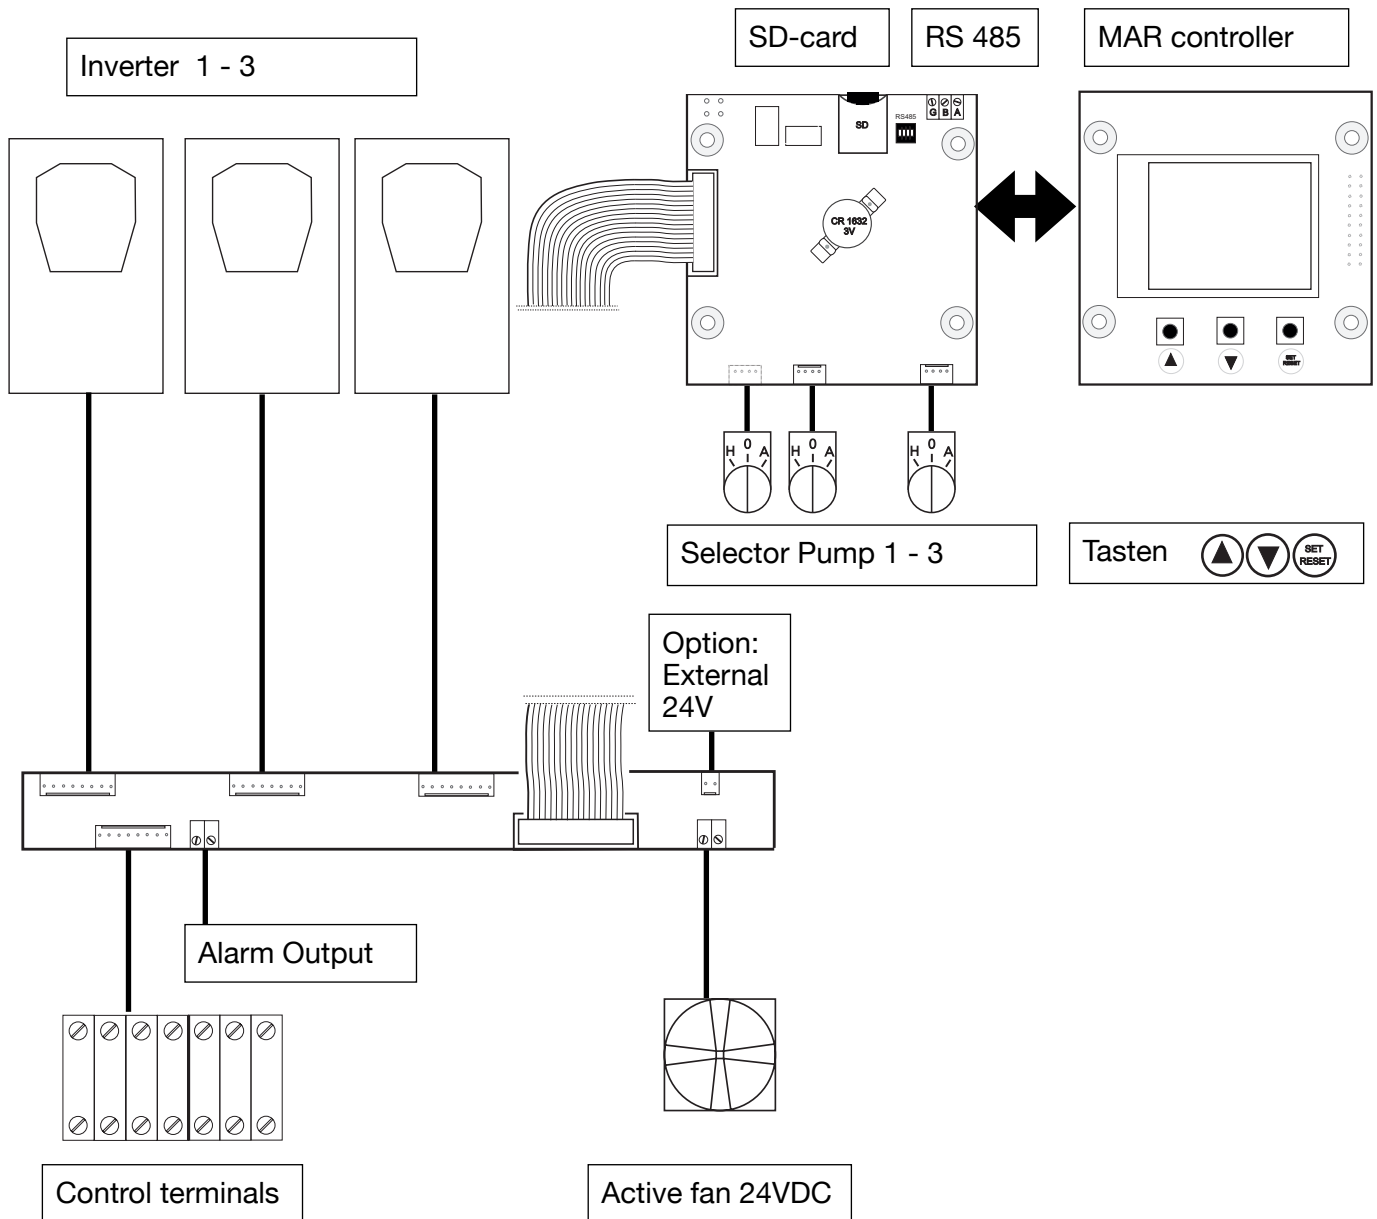 Inverter 1 - 3
SD-card
RS 485
MAR controller
SD
RS485
G B A
CR 1632
3V
SET
RESET
H 0 A
H 0 A
H 0 A
Selector Pump 1 - 3
Tasten
SET
RESET
Option:
External
24V
Alarm Output
Control terminals
Active fan 24VDC